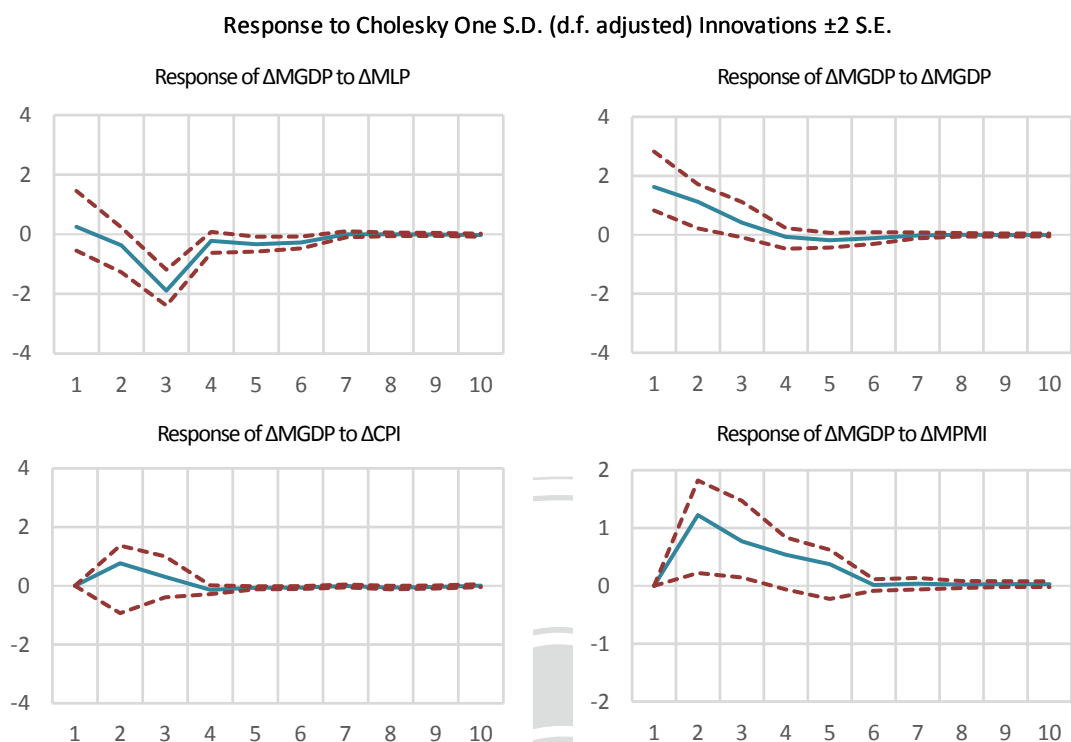 Response to Cholesky One S.D. (d.f. adjusted) Innovations ±2 S.E.
Response of ΔMGDP to ΔMLP
4
2
0
-2
-4
1 2 3 4 5 6 7 8 9 10
Response of ΔMGDP to ΔMGDP
4
2
0
-2
-4
1 2 3 4 5 6 7 8 9 10
Response of ΔMGDP to ΔCPI
4
2
0
-2
-4
1 2 3 4 5 6 7 8 9 10
Response of ΔMGDP to ΔMPMI
2
1
0
-1
-2
1 2 3 4 5 6 7 8 9 10